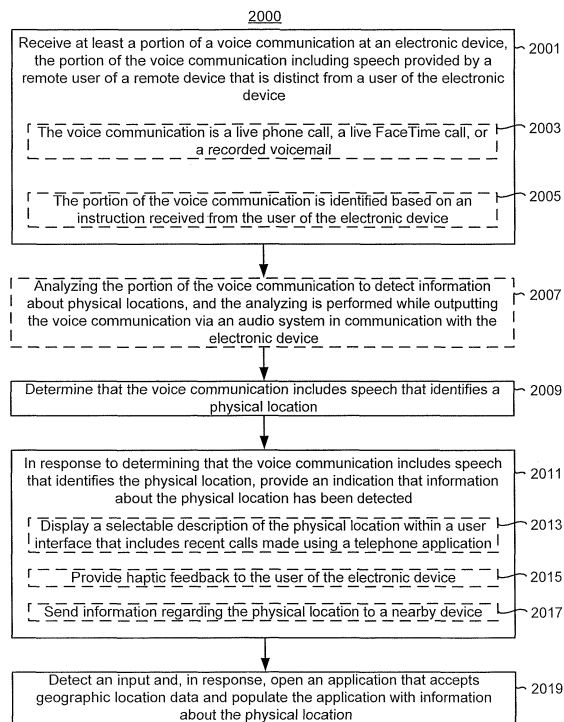 2000
Receive at least a portion of a voice communication at an electronic device,
the portion of the voice communication including speech provided by a
remote user of a remote device that is distinct from a user of the electronic
device
2001
The voice communication is a live phone call, a live FaceTime call, or
a recorded voicemail
2003
The portion of the voice communication is identified based on an
instruction received from the user of the electronic device
2005
Analyzing the portion of the voice communication to detect information
about physical locations, and the analyzing is performed while outputting
the voice communication via an audio system in communication with the
electronic device
2007
Determine that the voice communication includes speech that identifies a
physical location
2009
In response to determining that the voice communication includes speech
that identifies the physical location, provide an indication that information
about the physical location has been detected
2011
Display a selectable description of the physical location within a user
interface that includes recent calls made using a telephone application
2013
Provide haptic feedback to the user of the electronic device
2015
Send information regarding the physical location to a nearby device
2017
Detect an input and, in response, open an application that accepts
geographic location data and populate the application with information
about the physical location
2019